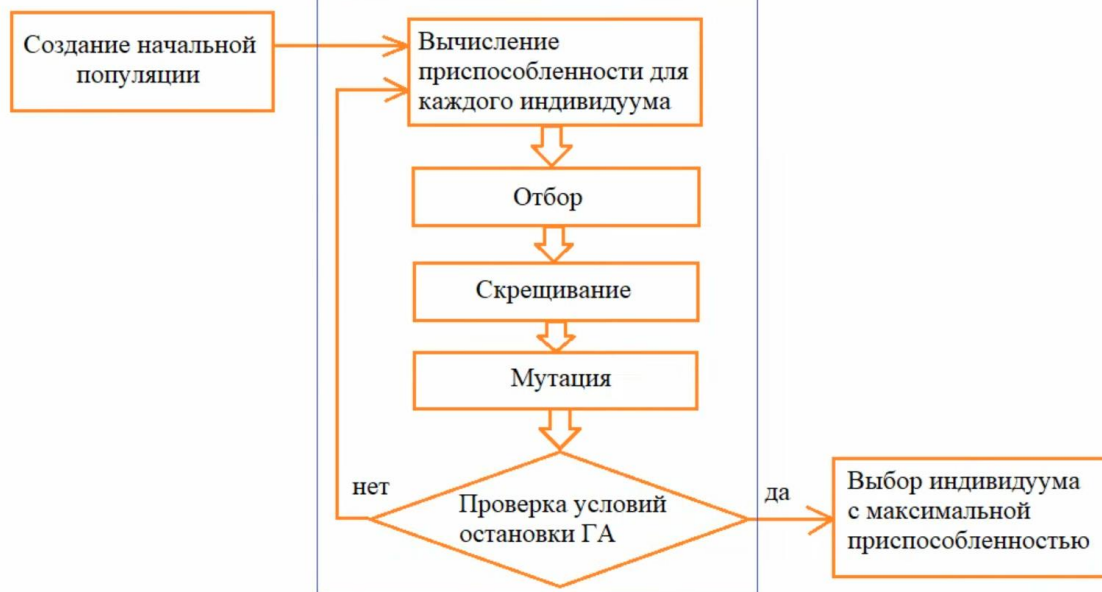 Создание начальной
популяции
Вычисление
приспособленности для
каждого индивидуума
Отбор
Скрещивание
Мутация
нет
Проверка условий
остановки ГА
да
Выбор индивидуума
с максимальной
приспособленностью